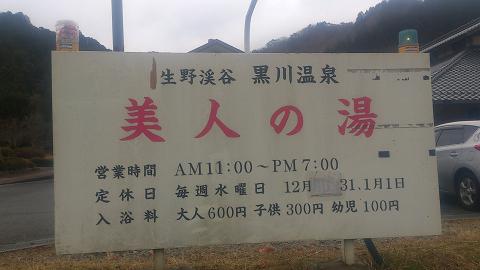 生野渓谷 黒川温泉
美人の湯
営業時間 AM11:00～PM7:00
定休日 毎週水曜日 12月 31.1月1日
入浴料 大人600円 子供300円 幼児100円